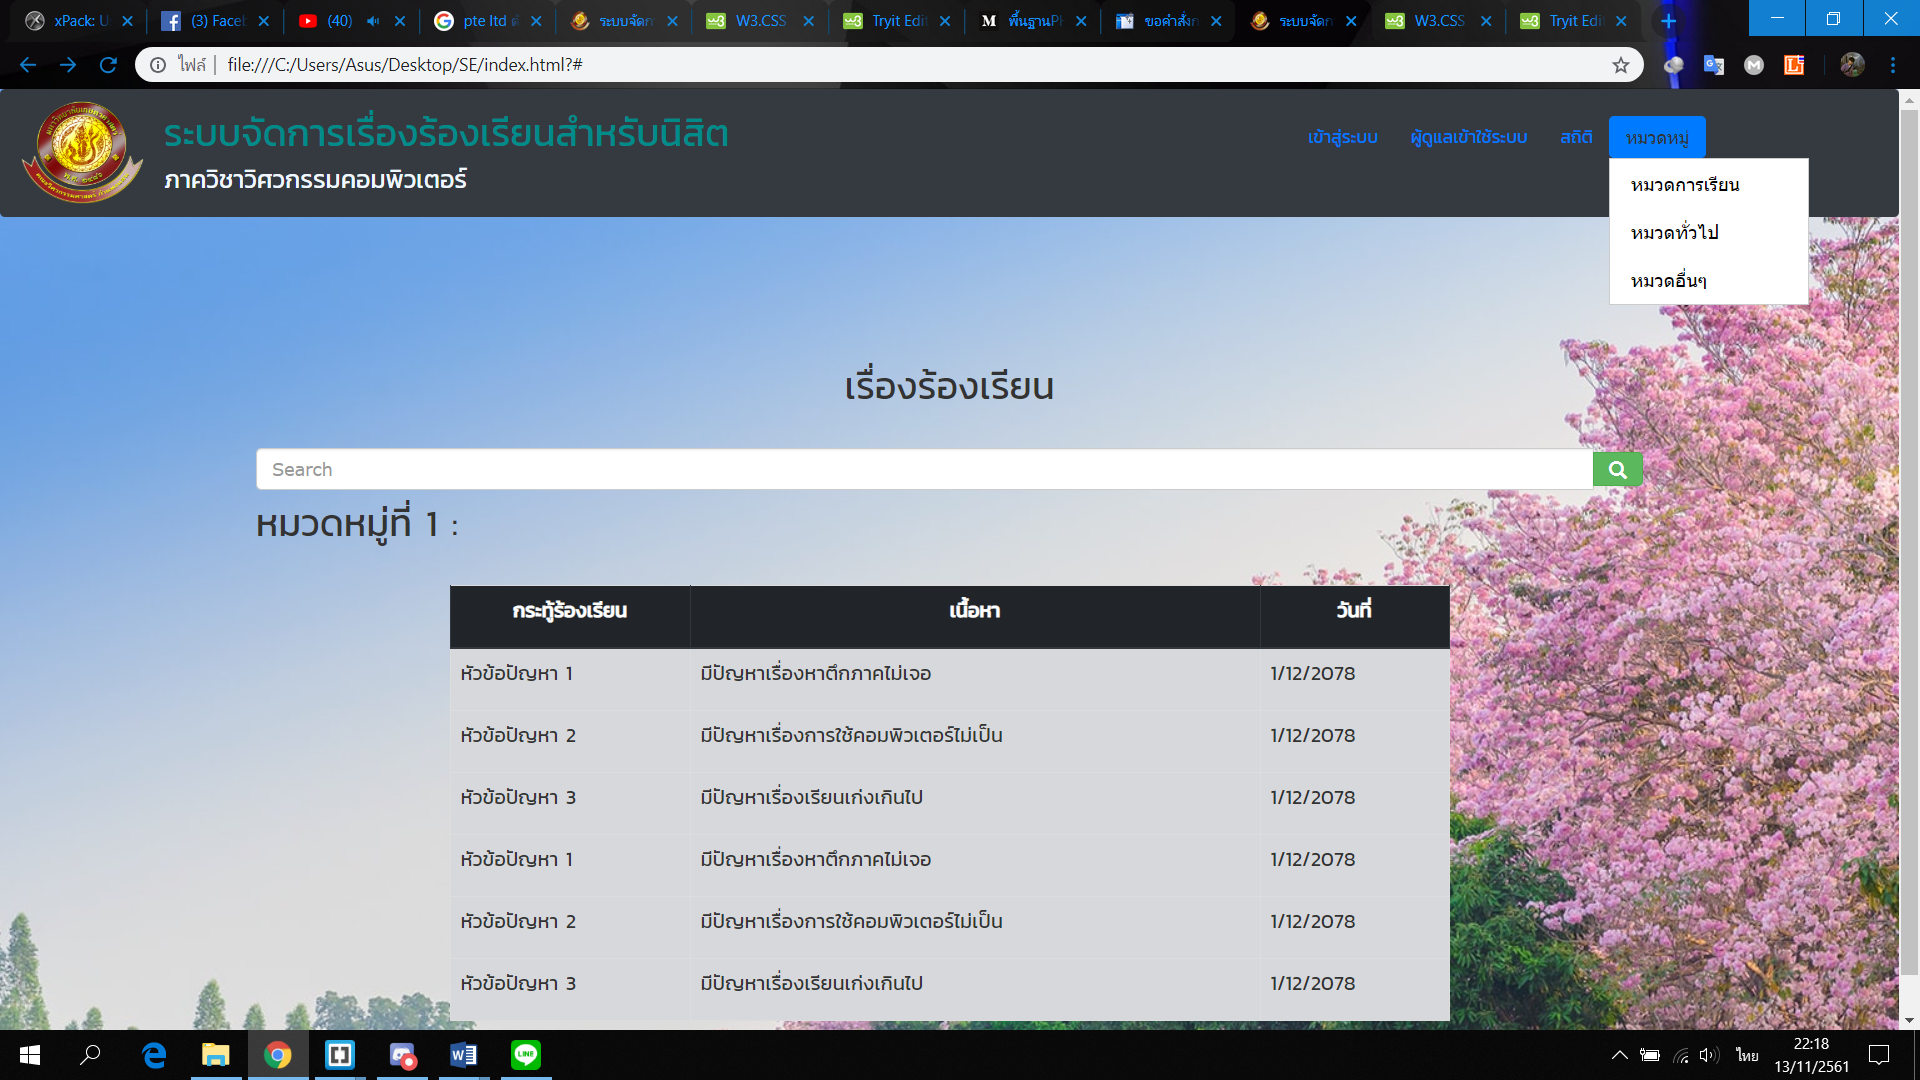 xPack: U
(3) Faceb
(40)
pte ltd ค
ระบบจัดก
W3.CSS
Tryit Edit
พื้นฐานPH
ขอคำสั่งก
ระบบจัดก
W3.CSS
Tryit Edit
ไฟล์ file:///C:/Users/Asus/Desktop/SE/index.html?#
ระบบจัดการเรื่องร้องเรียนสำหรับนิสิต
ภาควิชาวิศวกรรมคอมพิวเตอร์
เข้าสู่ระบบ ผู้ดูแลเข้าใช้ระบบ สถิติ หมวดหมู่
หมวดการเรียน
หมวดทั่วไป
หมวดอื่นๆ
เรื่องร้องเรียน
Search
หมวดหมู่ที่ 1 :
กระทู้ร้องเรียน เนื้อหา วันที่
หัวข้อปัญหา 1 มีปัญหาเรื่องหาตึกภาคไม่เจอ 1/12/2078
หัวข้อปัญหา 2 มีปัญหาเรื่องการใช้คอมพิวเตอร์ไม่เป็น 1/12/2078
หัวข้อปัญหา 3 มีปัญหาเรื่องเรียนเก่งเกินไป 1/12/2078
หัวข้อปัญหา 1 มีปัญหาเรื่องหาตึกภาคไม่เจอ 1/12/2078
หัวข้อปัญหา 2 มีปัญหาเรื่องการใช้คอมพิวเตอร์ไม่เป็น 1/12/2078
หัวข้อปัญหา 3 มีปัญหาเรื่องเรียนเก่งเกินไป 1/12/2078
LINE
ไทย
22:18
13/11/2561